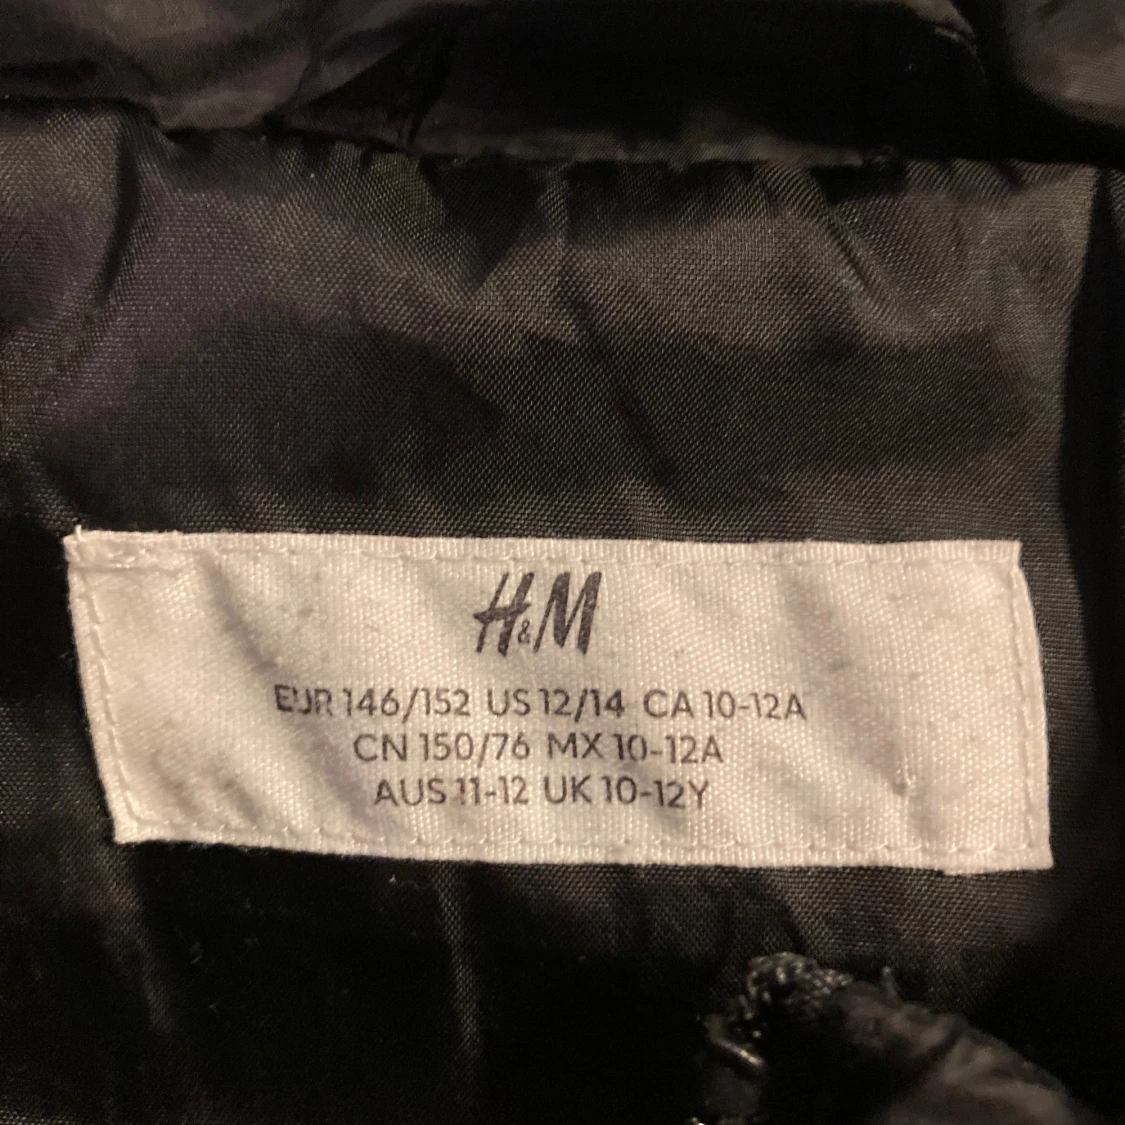 H&M
EUR 146/152 US 12/14 CA 10-12A
CN 150/76 MX 10-12A
AUS 11-12 UK 10-12Y